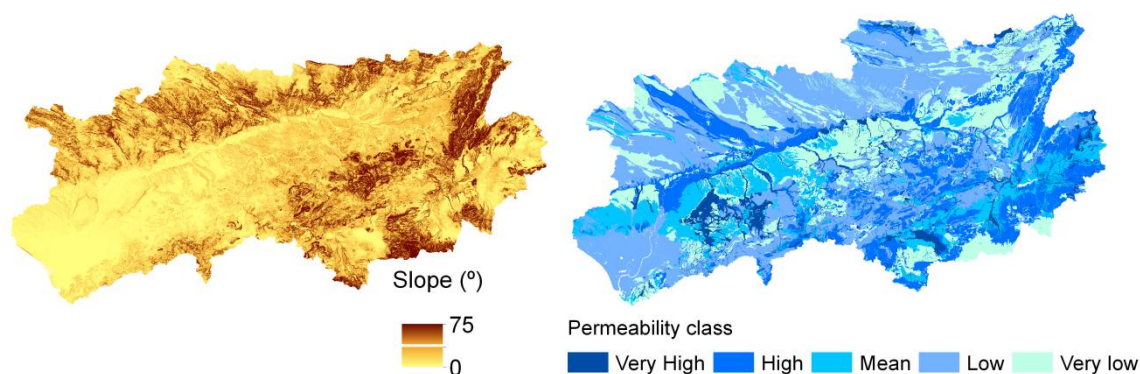 Slope (º)
75
0
Permeability class
Very High High Mean Low Very low